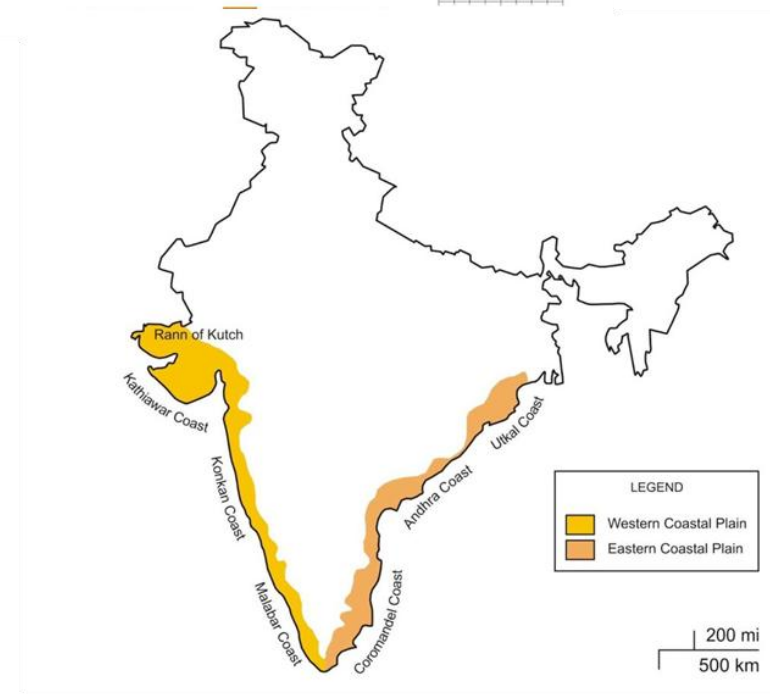 Rann of Kutch
Kathiawar Coast
Utkal Coast
Konkan Coast
Andhra Coast
LEGEND
Western Coastal Plain
Eastern Coastal Plain
Malabar Coast
Coromandel Coast
200 mi
500 km